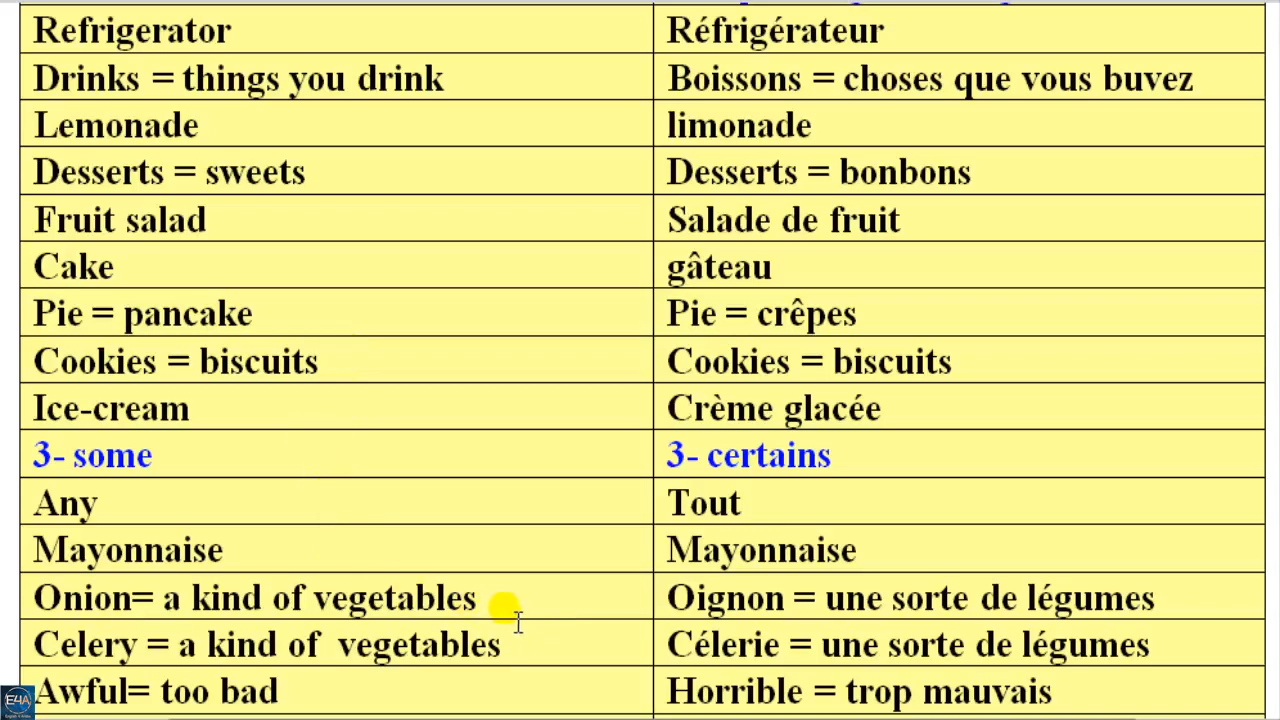 Refrigerator Réfrigérateur
Drinks = things you drink Boissons = choses que vous buvez
Lemonade limonade
Desserts = sweets Desserts = bonbons
Fruit salad Salade de fruit
Cake gâteau
Pie = pancake Pie = crêpes
Cookies = biscuits Cookies = biscuits
Ice-cream Crème glacée
3- some 3- certains
Any Tout
Mayonnaise Mayonnaise
Onion= a kind of vegetables Oignon = une sorte de légumes
Celery = a kind of vegetables Célerie = une sorte de légumes
Awful= too bad Horrible = trop mauvais
E4A